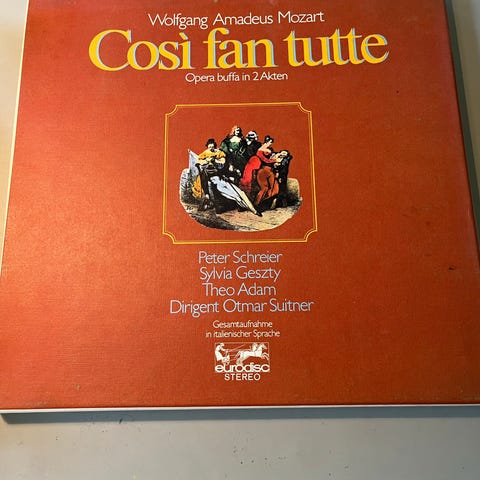 Wolfgang Amadeus Mozart
Così fan tutte
Opera buffa in 2 Akten
Peter Schreier
Sylvia Geszty
Theo Adam
Dirigent Otmar Suitner
Gesamtaufnahme
in italienischer Sprache
eurodisc
STEREO